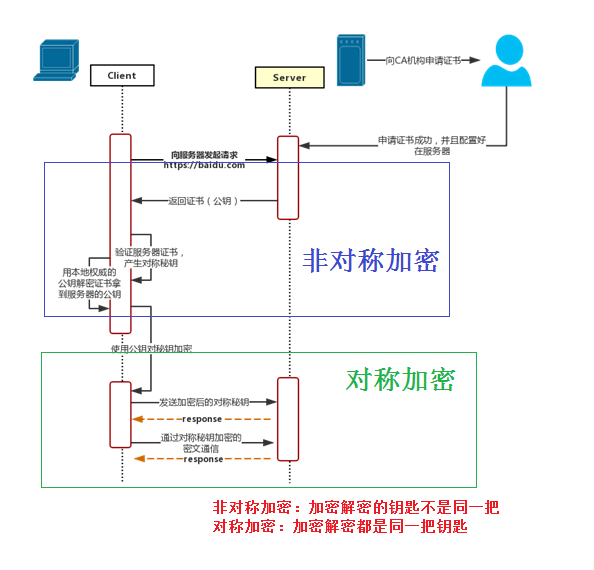 Client
Server
向CA机构申请证书
申请证书成功，并且配置好
在服务器
向服务器发起请求
https://baidu.com
返回证书（公钥）
验证服务器证书，
产生对称秘钥
用本地权威的
公钥解密证书拿
到服务器的公钥
非对称加密
使用公钥对秘钥加密
对称加密
发送加密后的对称秘钥
response
通过对称秘钥加密的
密文通信
response
非对称加密：加密解密的钥匙不是同一把
对称加密：加密解密都是同一把钥匙